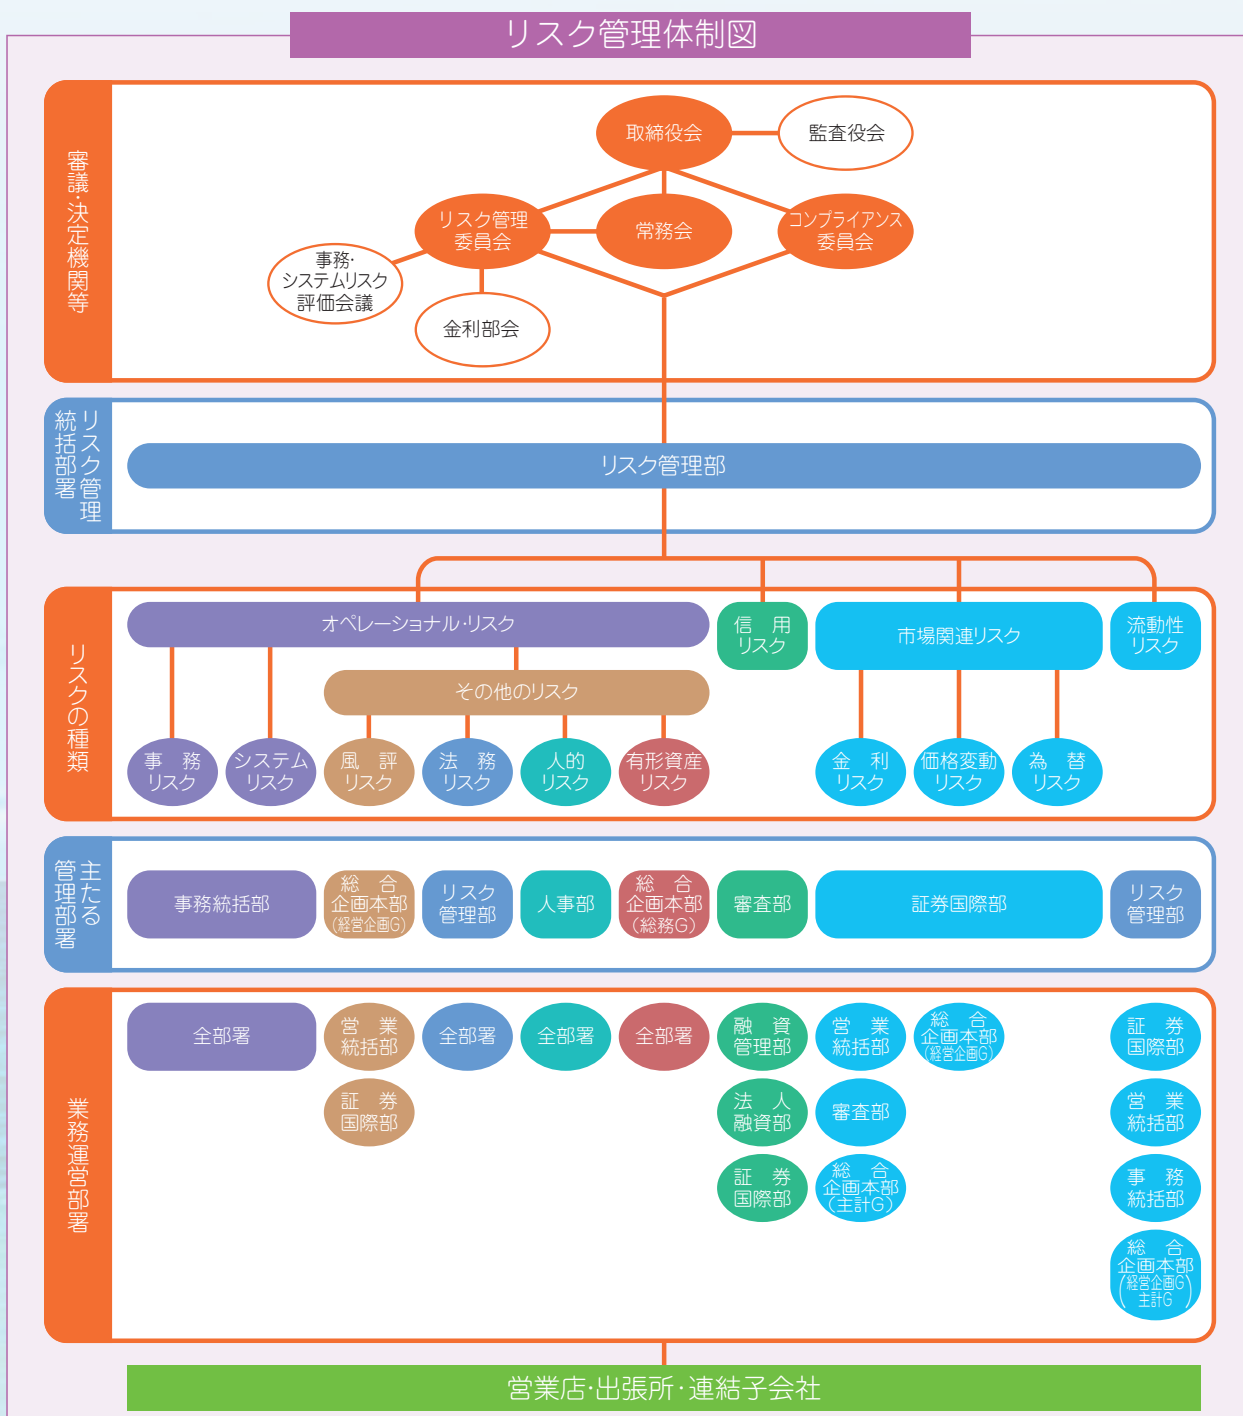 リスク管理体制図
審議・決定機関等
取締役会
監査役会
リスク管理
委員会
常務会
コンプライアンス
委員会
事務・
システムリスク
評価会議
金利部会
リスク管理
統括部署
リスク管理部
リスクの種類
オペレーショナル・リスク
信用
リスク
市場関連リスク
流動性
リスク
その他のリスク
事務
リスク
システム
リスク
風評
リスク
法務
リスク
人的
リスク
有形資産
リスク
金利
リスク
価格変動
リスク
為替
リスク
主たる
管理部署
事務統括部
総合
企画本部
(経営企画G)
リスク
管理部
人事部
総合
企画本部
(総務G)
審査部
証券国際部
リスク
管理部
業務運営部署
全部署
営業
統括部
全部署
全部署
全部署
融資
管理部
営業
統括部
総合
企画本部
(経営企画G)
証券
国際部
証券
国際部
法人
融資部
審査部
営業
統括部
証券
国際部
総合
企画本部
(主計G)
事務
統括部
総合
企画本部
(経営企画G
主計G)
営業店・出張所・連結子会社